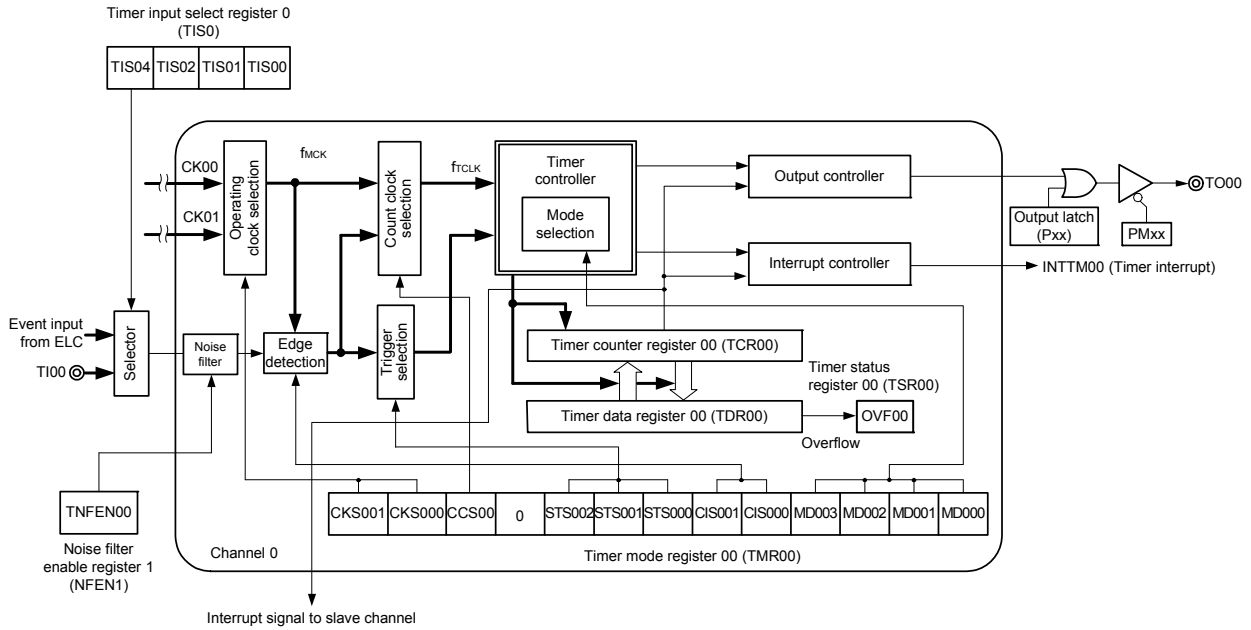 Timer input select register 0
(TIS0)
TIS04 TIS02 TIS01 TIS00
CK00
CK01
Operating
clock selection
fMCK
Count clock
selection
fTCLK
Timer
controller
Mode
selection
Output controller
Interrupt controller
Output latch
(Pxx)
PMxx
TO00
INTTM00 (Timer interrupt)
Event input
from ELC
TI00
Selector
Noise
filter
Edge
detection
Trigger
selection
Timer counter register 00 (TCR00)
Timer status
register 00 (TSR00)
Timer data register 00 (TDR00)
OVF00
Overflow
TNFEN00
Noise filter
enable register 1
(NFEN1)
CKS001 CKS000 CCS00 0 STS002 STS001 STS000 CIS001 CIS000 MD003 MD002 MD001 MD000
Channel 0
Timer mode register 00 (TMR00)
Interrupt signal to slave channel